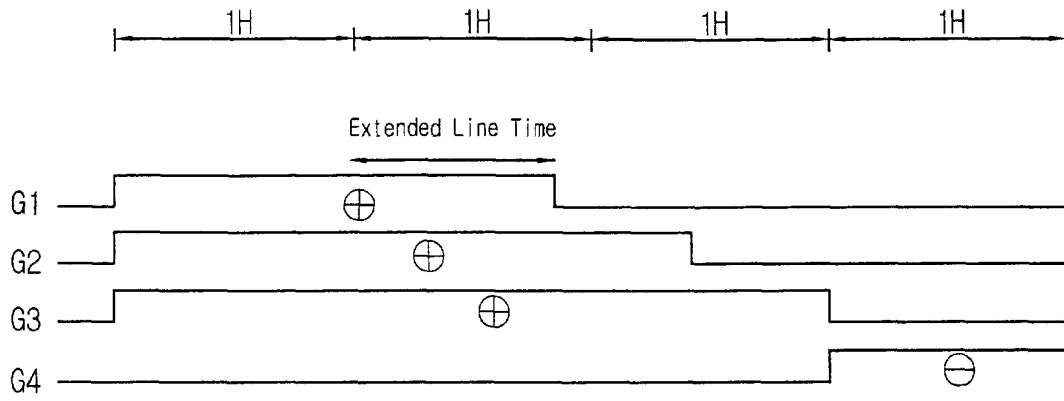 1H 1H 1H 1H
Extended Line Time
G1
G2
G3
G4